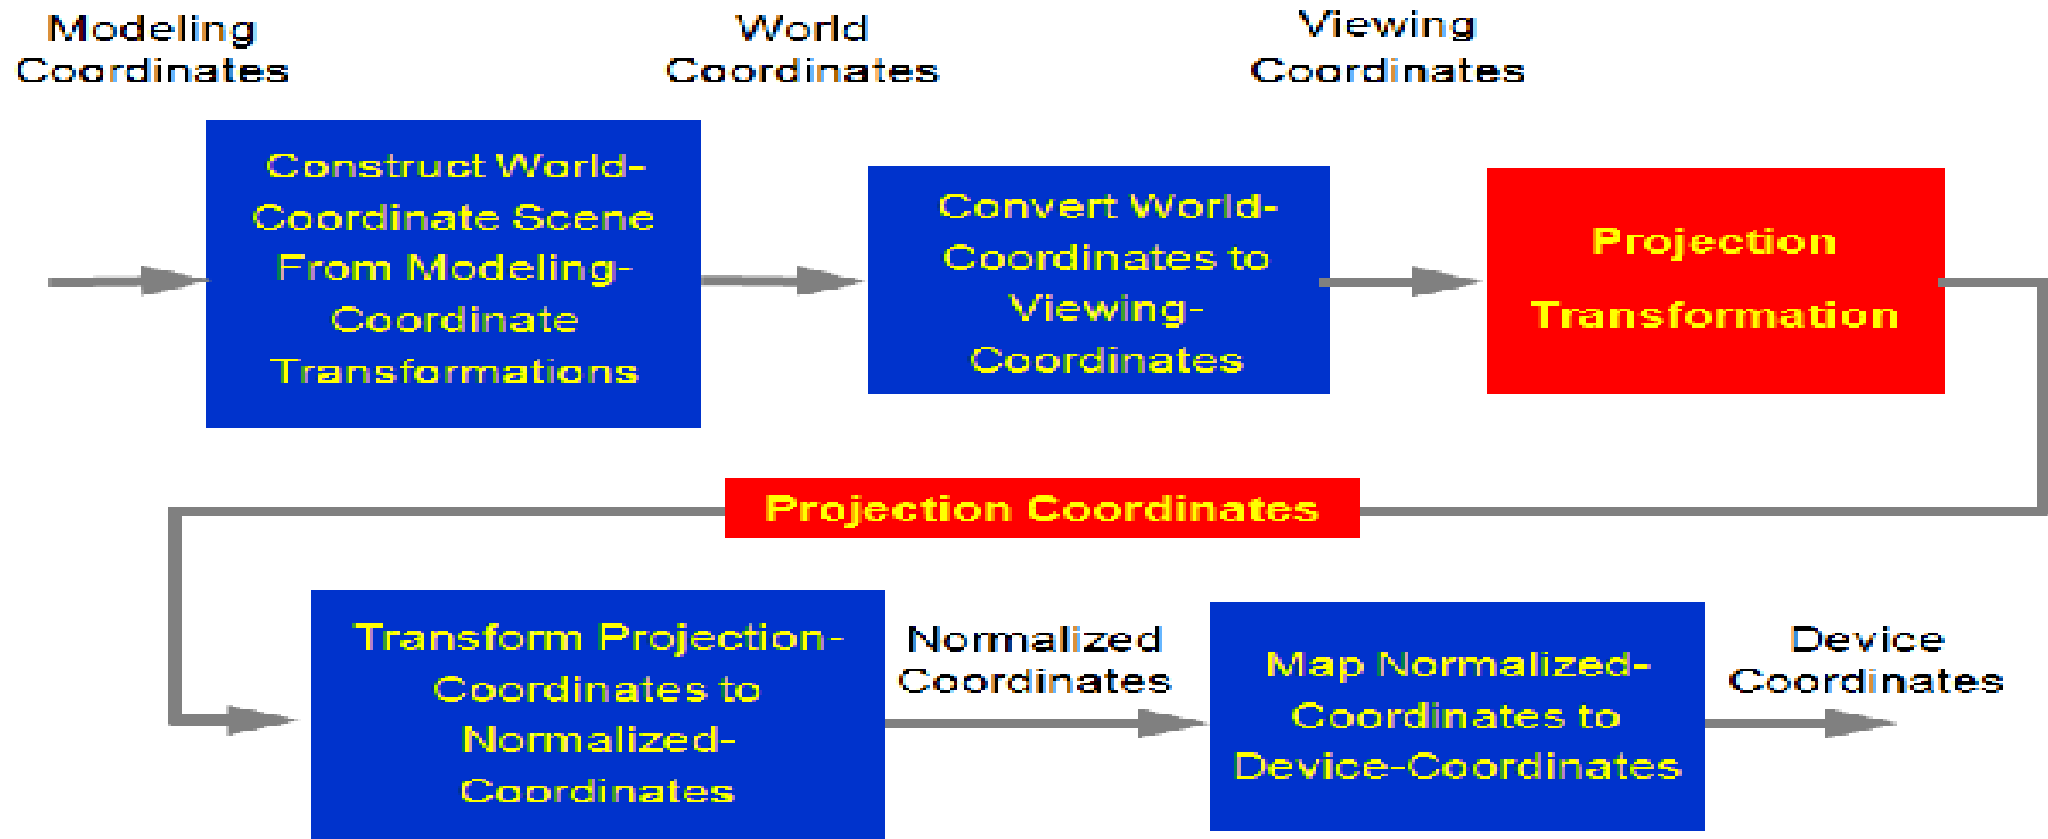 Modeling
Coordinates
World
Coordinates
Viewing
Coordinates
Construct World-
Coordinate Scene
From Modeling-
Coordinate
Transformations
Convert World-
Coordinates to
Viewing-
Coordinates
Projection
Transformation
Projection Coordinates
Transform Projection-
Coordinates to
Normalized-
Coordinates
Normalized
Coordinates
Map Normalized-
Coordinates to
Device-Coordinates
Device
Coordinates